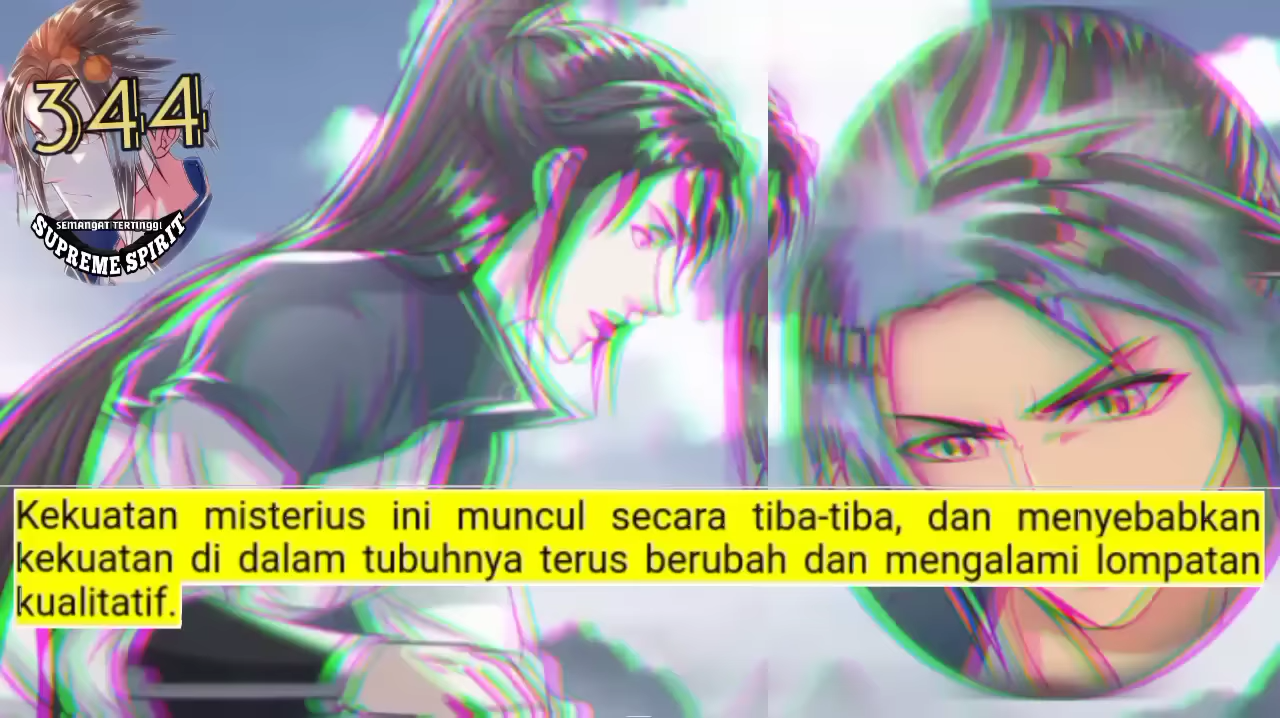 344
SEMANGAT TERTINGGI
SUPREME SPIRIT
Kekuatan misterius ini muncul secara tiba-tiba, dan menyebabkan
kekuatan di dalam tubuhnya terus berubah dan mengalami lompatan
kualitatif.